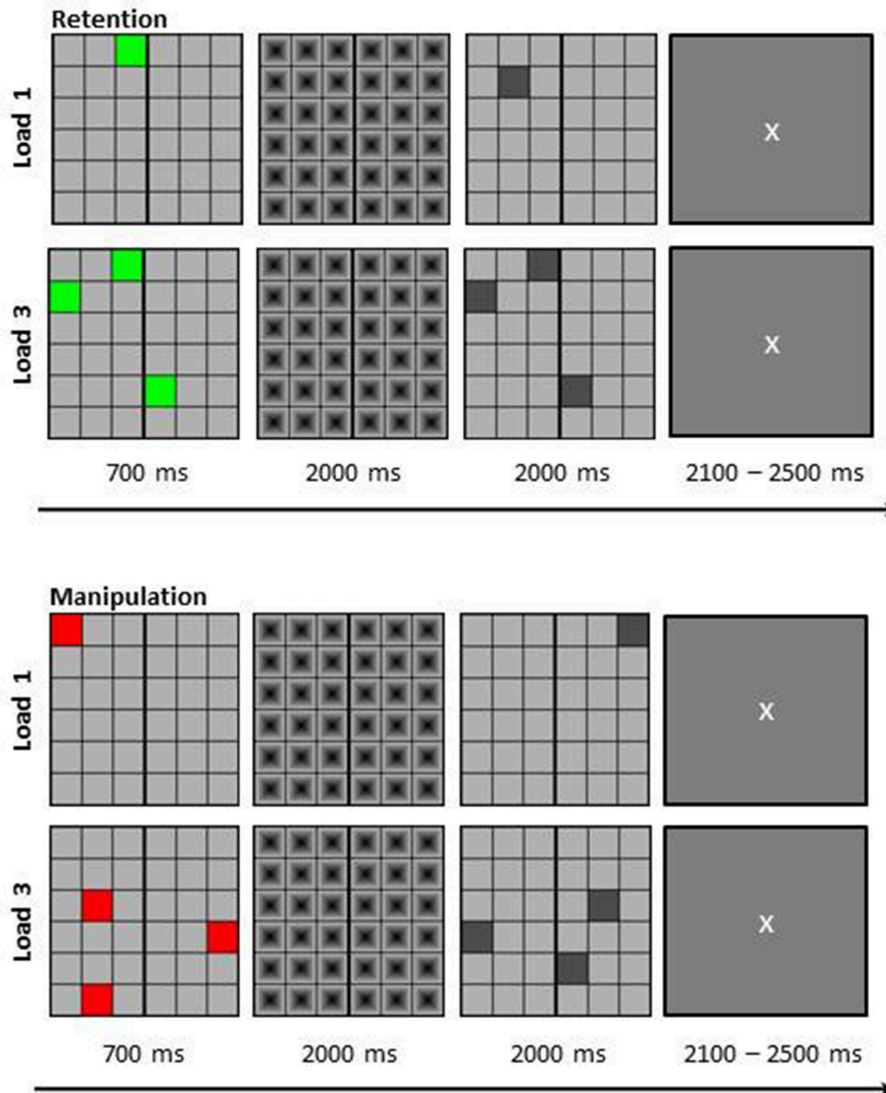 Retention
Load 1
X
Load 3
X
700 ms 2000 ms 2000 ms 2100 – 2500 ms
Manipulation
Load 1
X
Load 3
X
700 ms 2000 ms 2000 ms 2100 – 2500 ms